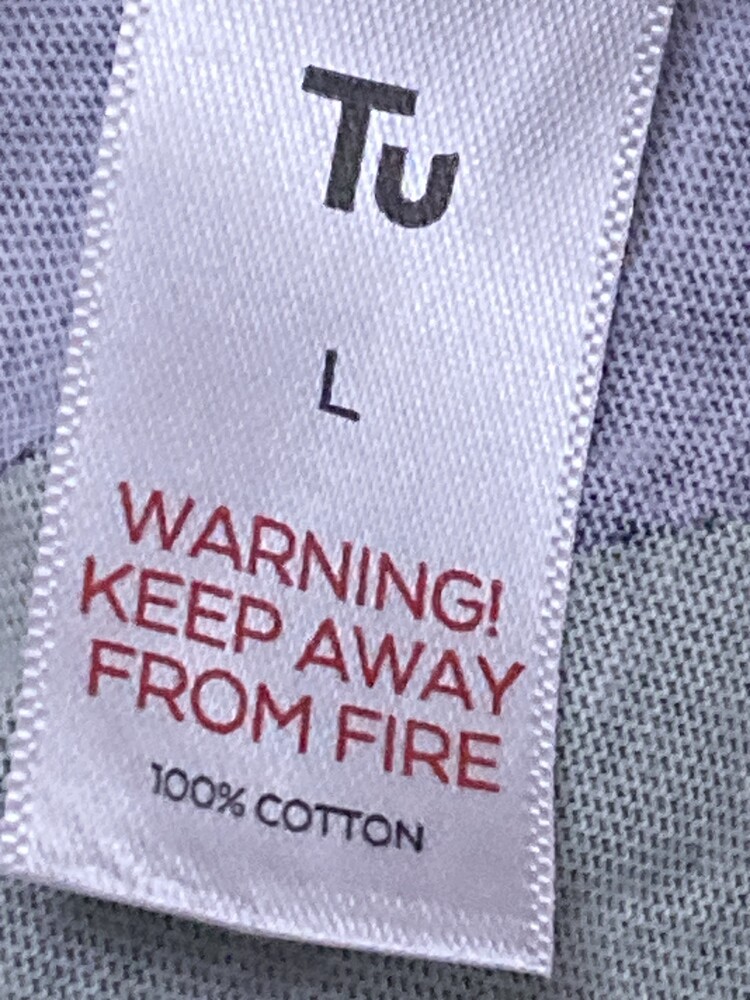 Tu
L
WARNING!
KEEP AWAY
FROM FIRE
100% COTTON